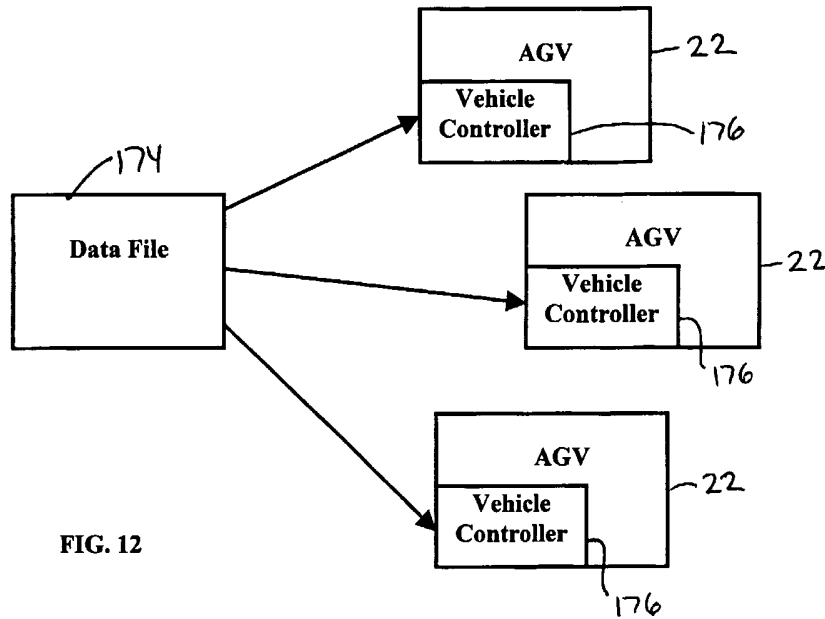 AGV
22
Vehicle
Controller
176
174
Data File
AGV
22
Vehicle
Controller
176
AGV
22
Vehicle
Controller
176
FIG. 12